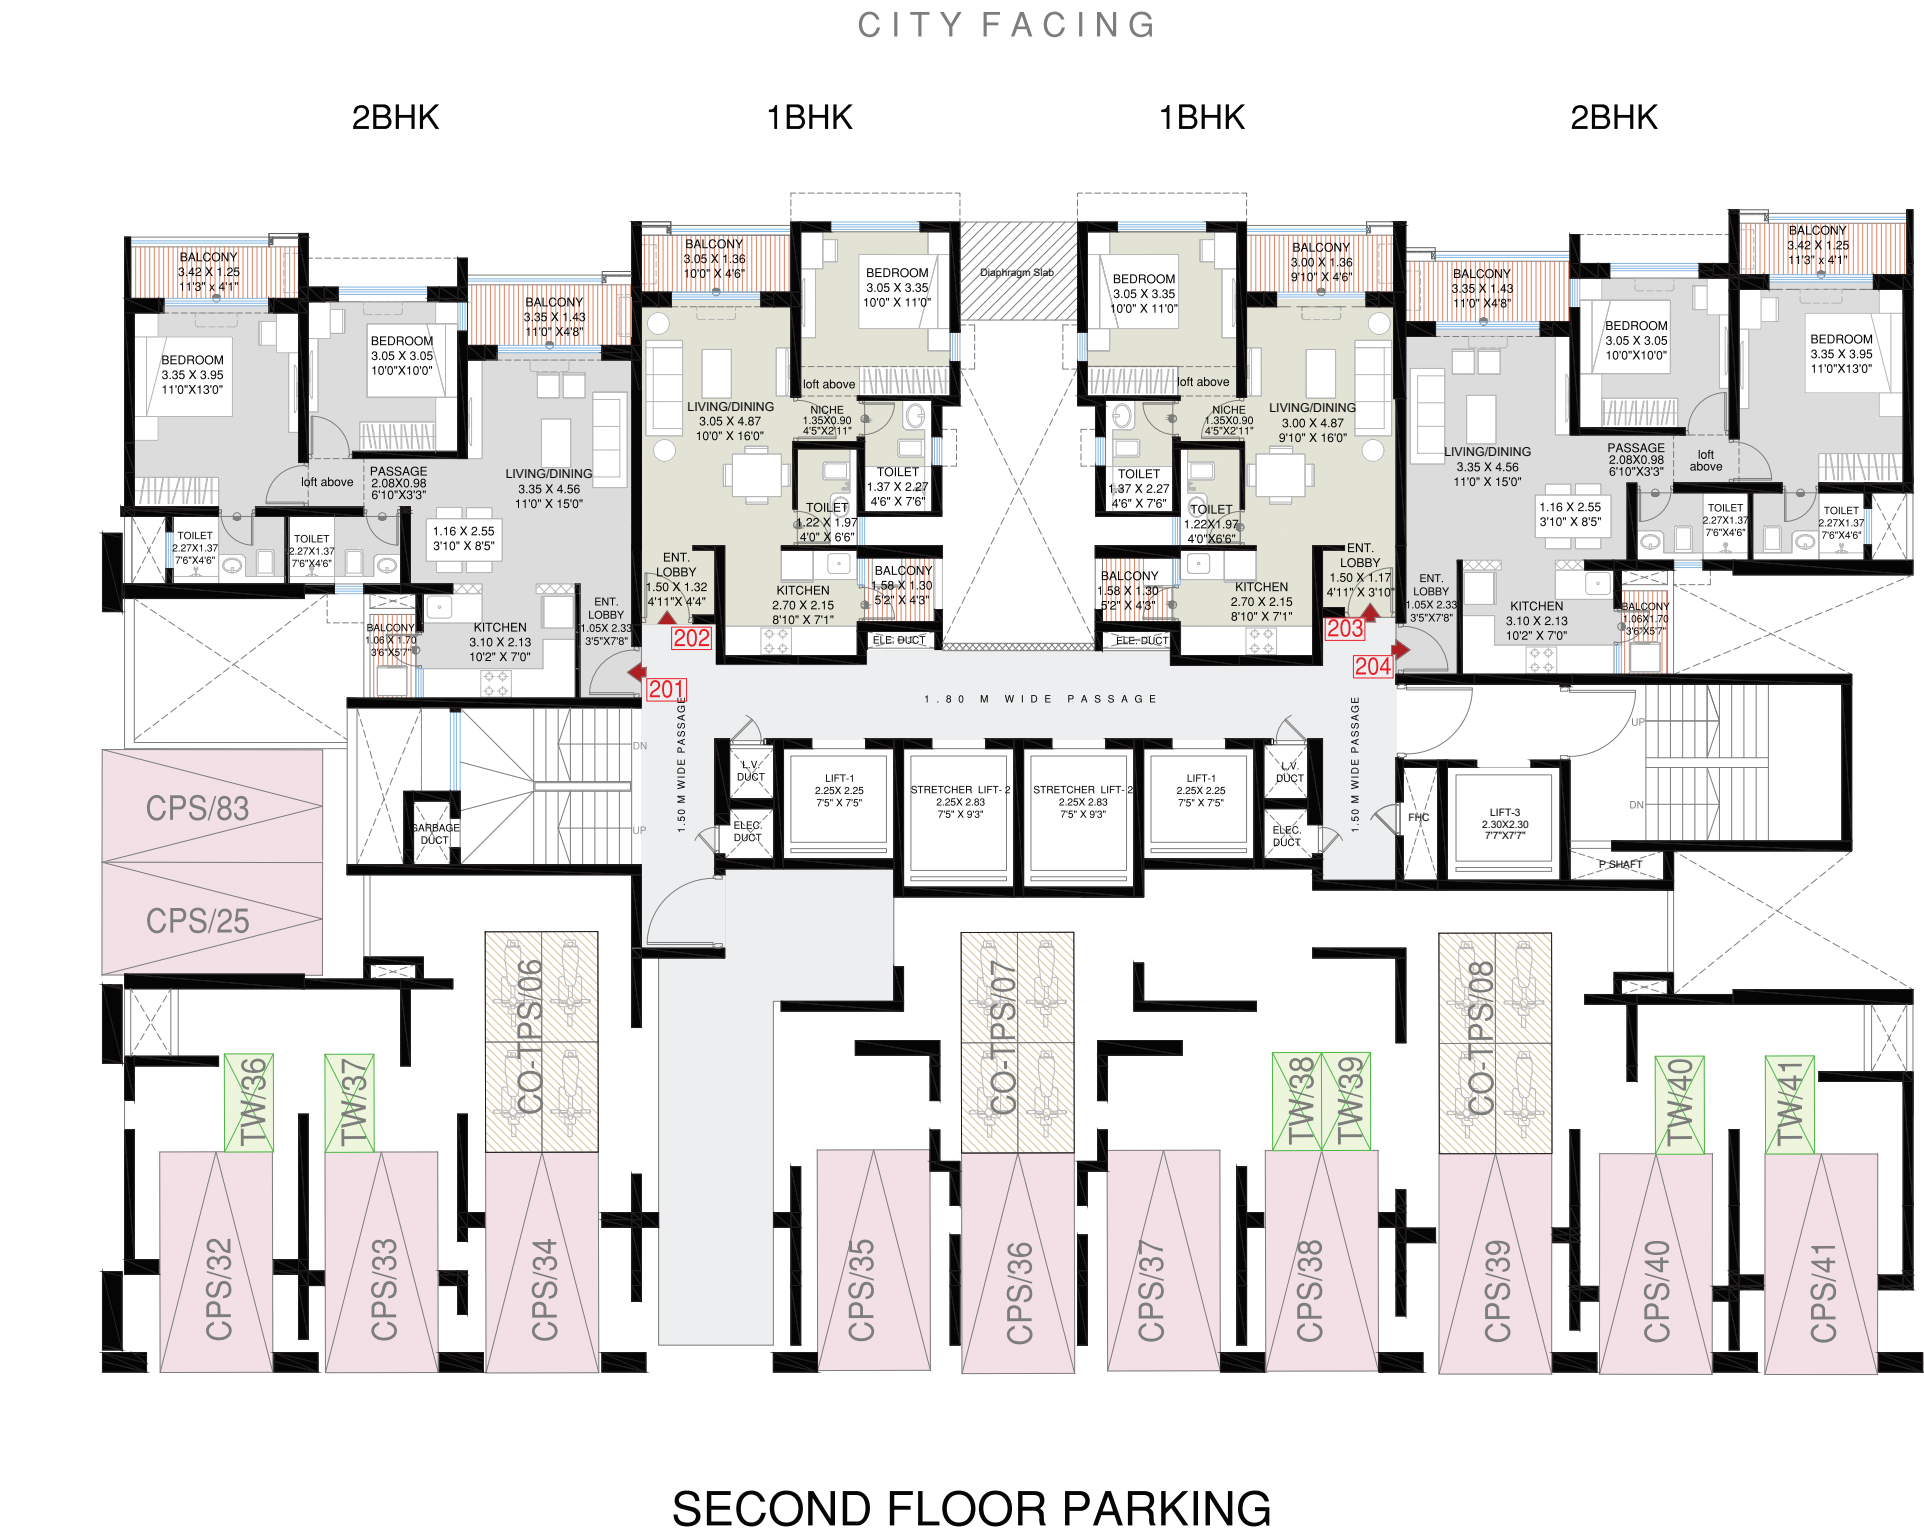 CITY FACING
2BHK
1BHK
1BHK
2BHK
BALCONY
3.42 X 1.25
11'3" x 4'1"
BEDROOM
3.35 X 3.95
11'0"X13'0"
BEDROOM
3.05 X 3.05
10'0"X10'0"
BALCONY
3.35 X 1.43
11'0" X4'8"
LIVING/DINING
3.35 X 4.56
11'0" X 15'0"
PASSAGE
2.08X0.98
6'10"X3'3"
loft above
TOILET
2.27X1.37
7'6"X4'6"
TOILET
2.27X1.37
7'6"X4'6"
1.16 X 2.55
3'10" X 8'5"
BALCONY
1.06 X 1.70
3'6"X5'7"
KITCHEN
3.10 X 2.13
10'2" X 7'0"
ENT.
LOBBY
1.05X 2.33
3'5"X7'8"
201
BALCONY
3.05 X 1.36
10'0" X 4'6"
BEDROOM
3.05 X 3.35
10'0" X 11'0"
LIVING/DINING
3.05 X 4.87
10'0" X 16'0"
loft above
NICHE
1.35X0.90
4'5"X2'11"
TOILET
1.37 X 2.27
4'6" X 7'6"
TOILET
1.22 X 1.97
4'0" X 6'6"
ENT.
LOBBY
1.50 X 1.32
4'11"X 4'4"
KITCHEN
2.70 X 2.15
8'10" X 7'1"
BALCONY
1.58 X 1.30
5'2" X 4'3"
202
ELE. DUCT
Diaphragm Slab
BEDROOM
3.05 X 3.35
10'0" X 11'0"
BALCONY
3.00 X 1.36
9'10" X 4'6"
loft above
NICHE
1.35X0.90
4'5"X2'11"
LIVING/DINING
3.00 X 4.87
9'10" X 16'0"
TOILET
1.37 X 2.27
4'6" X 7'6"
TOILET
1.22X1.97
4'0"X6'6"
ENT.
LOBBY
1.50 X 1.17
4'11" X 3'10"
BALCONY
1.58 X 1.30
5'2" X 4'3"
KITCHEN
2.70 X 2.15
8'10" X 7'1"
203
ELE. DUCT
BALCONY
3.35 X 1.43
11'0" X4'8"
BEDROOM
3.05 X 3.05
10'0"X10'0"
BALCONY
3.42 X 1.25
11'3" x 4'1"
BEDROOM
3.35 X 3.95
11'0"X13'0"
LIVING/DINING
3.35 X 4.56
11'0" X 15'0"
PASSAGE
2.08X0.98
6'10"X3'3"
loft
above
1.16 X 2.55
3'10" X 8'5"
TOILET
2.27X1.37
7'6"X4'6"
TOILET
2.27X1.37
7'6"X4'6"
ENT.
LOBBY
1.05X 2.33
3'5"X7'8"
KITCHEN
3.10 X 2.13
10'2" X 7'0"
BALCONY
1.06X1.70
3'6"X5'7"
204
1.80 M WIDE PASSAGE
1.50 M WIDE PASSAGE
1.50 M WIDE PASSAGE
DN
UP
GARBAGE
DUCT
L.V.
DUCT
ELEC.
DUCT
LIFT-1
2.25X 2.25
7'5" X 7'5"
STRETCHER LIFT- 2
2.25X 2.83
7'5" X 9'3"
STRETCHER LIFT- 2
2.25X 2.83
7'5" X 9'3"
LIFT-1
2.25X 2.25
7'5" X 7'5"
L.V.
DUCT
ELEC.
DUCT
FHC
LIFT-3
2.30X2.30
7'7"X7'7"
UP
DN
P.SHAFT
CPS/83
CPS/25
CO-TPS/06
CO-TPS/07
CO-TPS/08
TW/36
TW/37
TW/38
TW/39
TW/40
TW/41
CPS/32
CPS/33
CPS/34
CPS/35
CPS/36
CPS/37
CPS/38
CPS/39
CPS/40
CPS/41
SECOND FLOOR PARKING